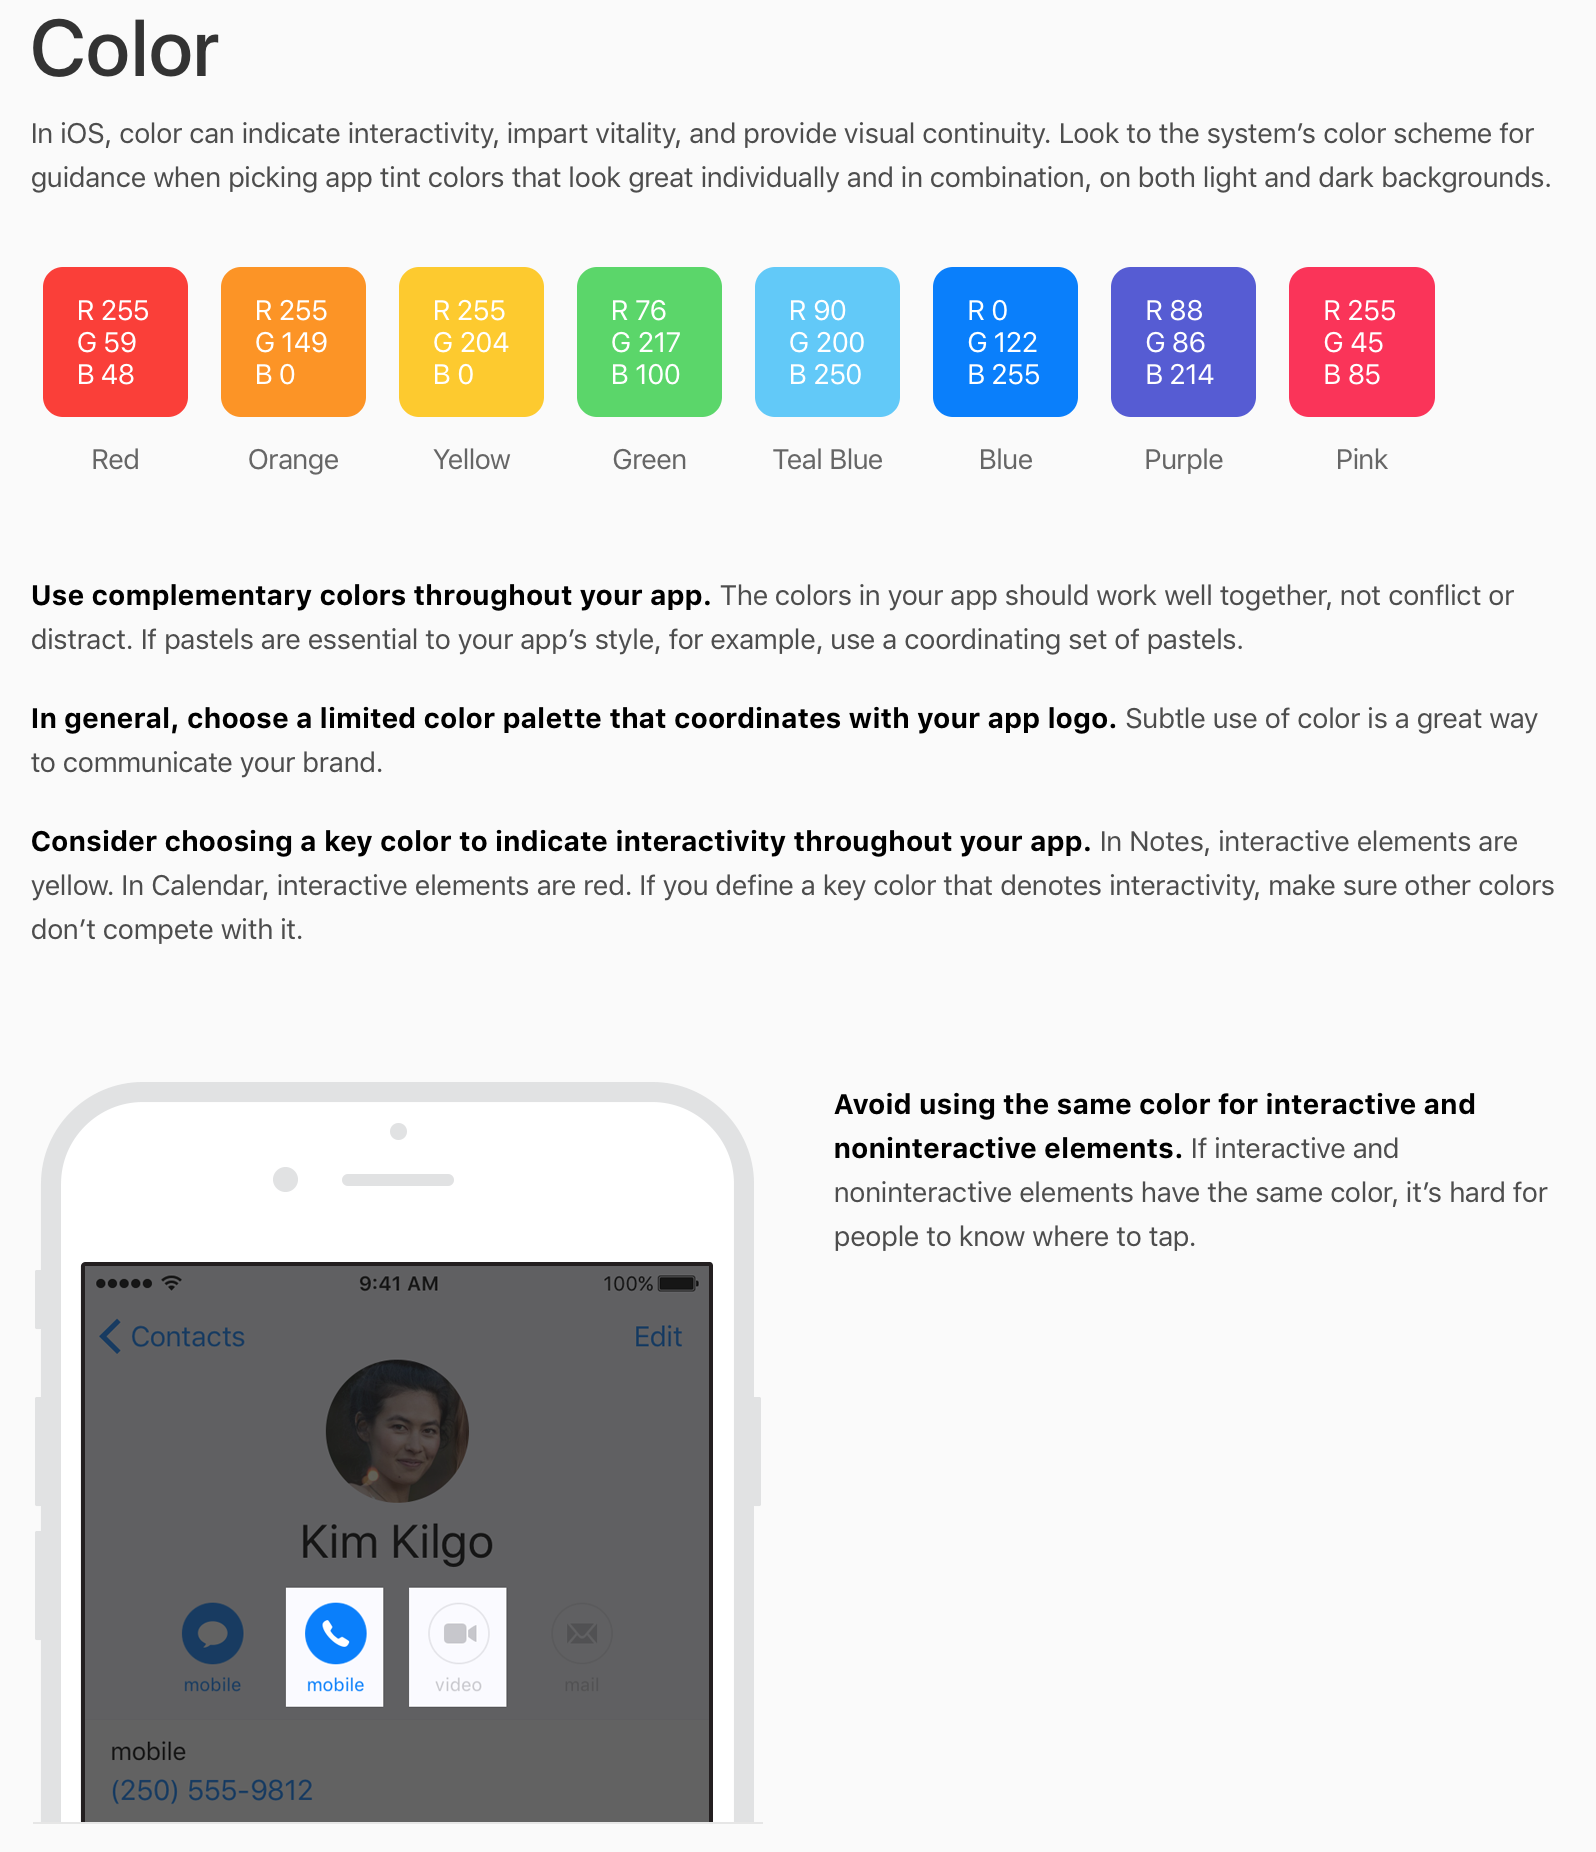 Color
In iOS, color can indicate interactivity, impart vitality, and provide visual continuity. Look to the system’s color scheme for
guidance when picking app tint colors that look great individually and in combination, on both light and dark backgrounds.
R 255
G 59
B 48
Red
R 255
G 149
B 0
Orange
R 255
G 204
B 0
Yellow
R 76
G 217
B 100
Green
R 90
G 200
B 250
Teal Blue
R 0
G 122
B 255
Blue
R 88
G 86
B 214
Purple
R 255
G 45
B 85
Pink
Use complementary colors throughout your app. The colors in your app should work well together, not conflict or
distract. If pastels are essential to your app’s style, for example, use a coordinating set of pastels.
In general, choose a limited color palette that coordinates with your app logo. Subtle use of color is a great way
to communicate your brand.
Consider choosing a key color to indicate interactivity throughout your app. In Notes, interactive elements are
yellow. In Calendar, interactive elements are red. If you define a key color that denotes interactivity, make sure other colors
don’t compete with it.
Avoid using the same color for interactive and
noninteractive elements. If interactive and
noninteractive elements have the same color, it’s hard for
people to know where to tap.
9:41 AM
100%
Contacts
Edit
Kim Kilgo
mobile
mobile
video
mail
mobile
(250) 555-9812